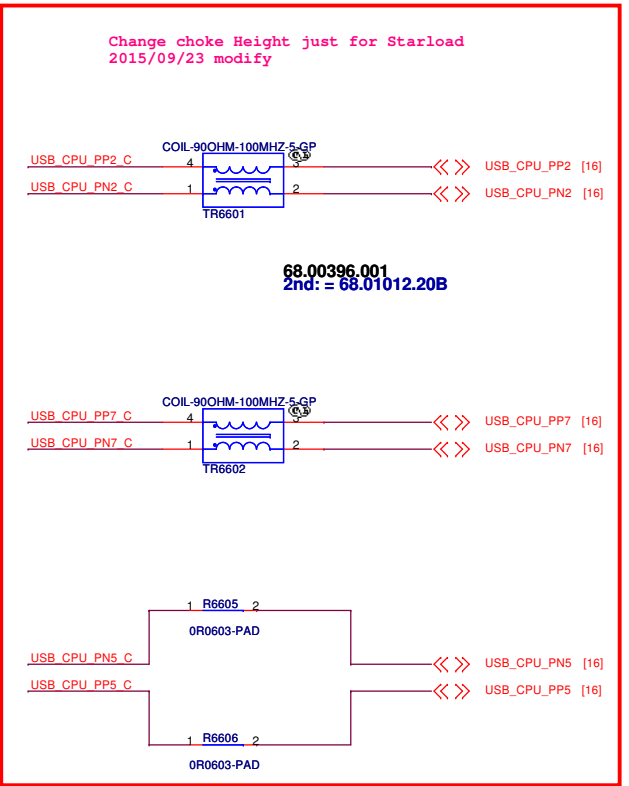 Change choke Height just for Starload
2015/09/23 modify
COIL-90OHM-100MHZ-5-GP
USB_CPU_PP2_C 4 3 USB_CPU_PP2 [16]
USB_CPU_PN2_C 1 2 USB_CPU_PN2 [16]
TR6601
68.00396.001
2nd: = 68.01012.20B
COIL-90OHM-100MHZ-5-GP
USB_CPU_PP7_C 4 3 USB_CPU_PP7 [16]
USB_CPU_PN7_C 1 2 USB_CPU_PN7 [16]
TR6602
1 R6605 2
0R0603-PAD
USB_CPU_PN5_C USB_CPU_PN5 [16]
USB_CPU_PP5_C USB_CPU_PP5 [16]
1 R6606 2
0R0603-PAD